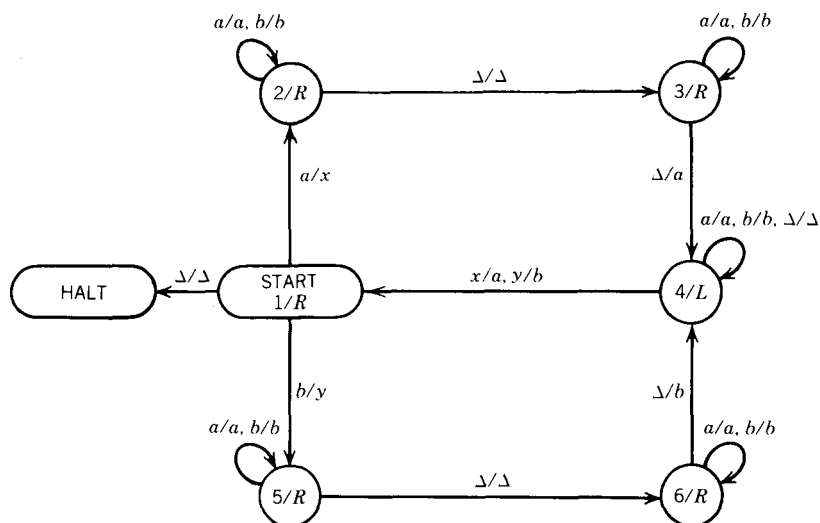 a/a, b/b a/a, b/b
2/R Δ/Δ 3/R
a/x Δ/a
a/a, b/b, Δ/Δ
HALT Δ/Δ START x/a, y/b 4/L
1/R
b/y Δ/b
a/a, b/b a/a, b/b
5/R Δ/Δ 6/R